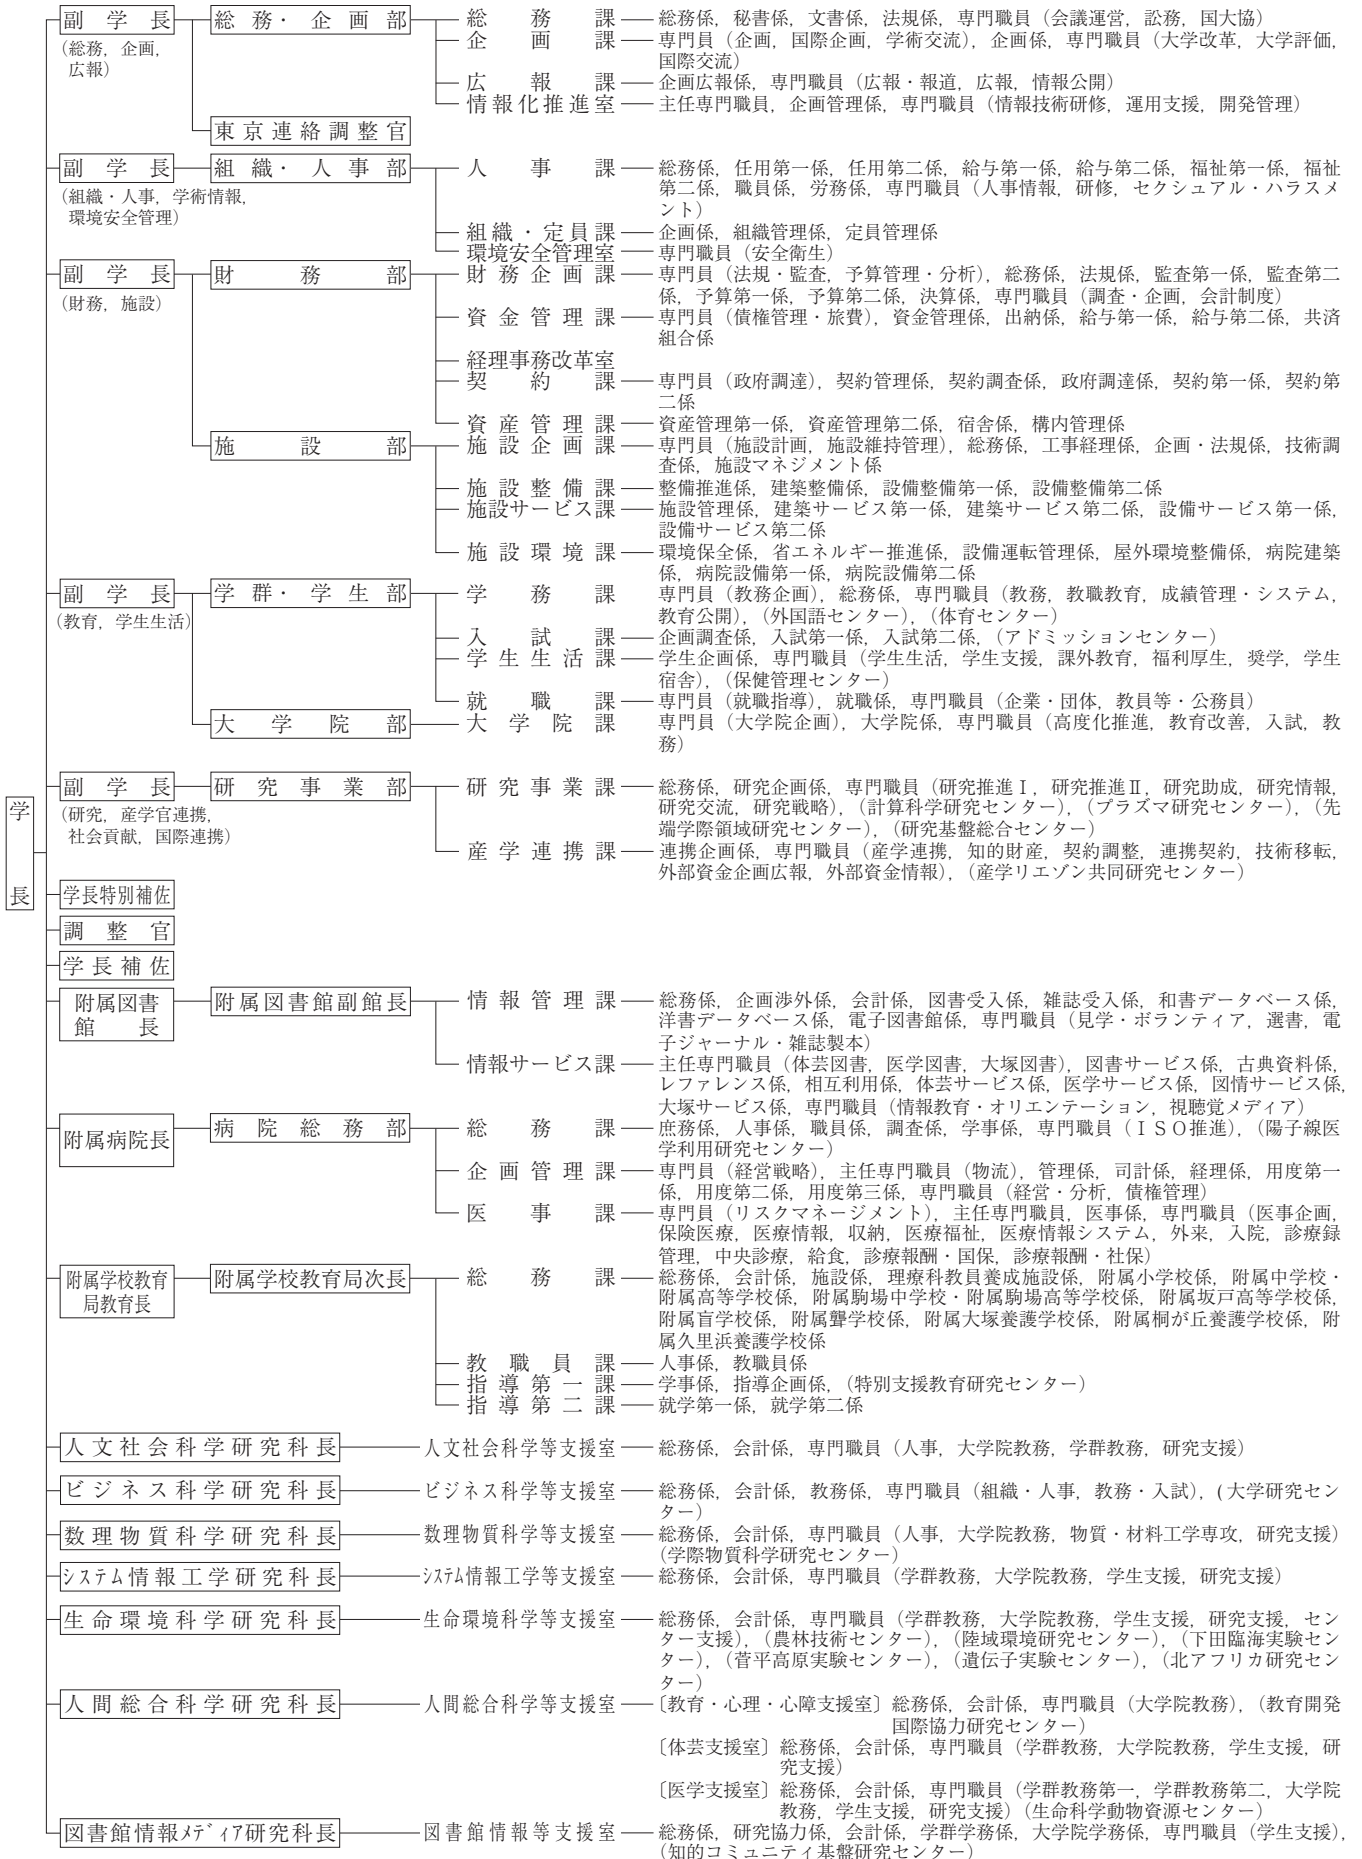 副学長 総務・企画部 総務課 総務係，秘書係，文書係，法規係，専門職員（会議運営，訟務，国大協）
（総務，企画，広報）
企画課 専門員（企画，国際企画，学術交流），企画係，専門職員（大学改革，大学評価，
国際交流）
広報課 企画広報係，専門職員（広報・報道，広報，情報公開）
情報化推進室 主任専門職員，企画管理係，専門職員（情報技術研修，運用支援，開発管理）
東京連絡調整官
副学長 組織・人事部 人事課 総務係，任用第一係，任用第二係，給与第一係，給与第二係，福祉第一係，福祉
（組織・人事，学術情報，
環境安全管理）
第二係，職員係，労務係，専門職員（人事情報，研修，セクシュアル・ハラスメ
ント）
組織・定員課 企画係，組織管理係，定員管理係
環境安全管理室 専門職員（安全衛生）
副学長 財務部 財務企画課 専門員（法規・監査，予算管理・分析），総務係，法規係，監査第一係，監査第二
（財務，施設）
係，予算第一係，予算第二係，決算係，専門職員（調査・企画，会計制度）
資金管理課 専門員（債権管理・旅費），資金管理係，出納係，給与第一係，給与第二係，共済
組合係
経理事務改革室
契約課 専門員（政府調達），契約管理係，契約調査係，政府調達係，契約第一係，契約第
二係
資産管理課 資産管理第一係，資産管理第二係，宿舎係，構内管理係
施設部 施設企画課 専門員（施設計画，施設維持管理），総務係，工事経理係，企画・法規係，技術調
査係，施設マネジメント係
施設整備課 整備推進係，建築整備係，設備整備第一係，設備整備第二係
施設サービス課 施設管理係，建築サービス第一係，建築サービス第二係，設備サービス第一係，
設備サービス第二係
施設環境課 環境保全係，省エネルギー推進係，設備運転管理係，屋外環境整備係，病院建築
係，病院設備第一係，病院設備第二係
副学長 学群・学生部 学務課 専門員（教務企画），総務係，専門職員（教務，教職教育，成績管理・システム，
（教育，学生生活）
教育公開），（外国語センター），（体育センター）
入試課 企画調査係，入試第一係，入試第二係，（アドミッションセンター）
学生生活課 学生企画係，専門職員（学生生活，学生支援，課外教育，福利厚生，奨学，学生
宿舎），（保健管理センター）
就職課 専門員（就職指導），就職係，専門職員（企業・団体，教員等・公務員）
大学院部 大学院課 専門員（大学院企画），大学院係，専門職員（高度化推進，教育改善，入試，教
務）
学長
副学長 研究事業部 研究事業課 総務係，研究企画係，専門職員（研究推進Ⅰ，研究推進Ⅱ，研究助成，研究情報，
（研究，産学官連携，
社会貢献，国際連携）
研究交流，研究戦略），（計算科学研究センター），（プラズマ研究センター），（先
端学際領域研究センター），（研究基盤総合センター）
産学連携課 連携企画係，専門職員（産学連携，知的財産，契約調整，連携契約，技術移転，
外部資金企画広報，外部資金情報），（産学リエゾン共同研究センター）
学長特別補佐
調整官
学長補佐
附属図書館長 附属図書館副館長 情報管理課 総務係，企画渉外係，会計係，図書受入係，雑誌受入係，和書データベース係，
洋書データベース係，電子図書館係，専門職員（見学・ボランティア，選書，電
子ジャーナル・雑誌製本）
情報サービス課 主任専門職員（体芸図書，医学図書，大塚図書），図書サービス係，古典資料係，
レファレンス係，相互利用係，体芸サービス係，医学サービス係，図情サービス係，
大塚サービス係，専門職員（情報教育・オリエンテーション，視聴覚メディア）
附属病院長 病院総務部 総務課 庶務係，人事係，職員係，調査係，学事係，専門職員（ＩＳＯ推進），（陽子線医
学利用研究センター）
企画管理課 専門員（経営戦略），主任専門職員（物流），管理係，司計係，経理係，用度第一
係，用度第二係，用度第三係，専門職員（経営・分析，債権管理）
医事課 専門員（リスクマネージメント），主任専門職員，医事係，専門職員（医事企画，
保険医療，医療情報，収納，医療福祉，医療情報システム，外来，入院，診療録
管理，中央診療，給食，診療報酬・国保，診療報酬・社保）
附属学校教育局教育長 附属学校教育局次長 総務課 総務係，会計係，施設係，理療科教員養成施設係，附属小学校係，附属中学校・
附属高等学校係，附属駒場中学校・附属駒場高等学校係，附属坂戸高等学校係，
附属盲学校係，附属聾学校係，附属大塚養護学校係，附属桐が丘養護学校係，附
属久里浜養護学校係
教職員課 人事係，教職員係
指導第一課 学事係，指導企画係，（特別支援教育研究センター）
指導第二課 就学第一係，就学第二係
人文社会科学研究科長 人文社会科学等支援室 総務係，会計係，専門職員（人事，大学院教務，学群教務，研究支援）
ビジネス科学研究科長 ビジネス科学等支援室 総務係，会計係，教務係，専門職員（組織・人事，教務・入試），（大学研究セン
ター）
数理物質科学研究科長 数理物質科学等支援室 総務係，会計係，専門職員（人事，大学院教務，物質・材料工学専攻，研究支援）
（学際物質科学研究センター）
システム情報工学研究科長 システム情報工学等支援室 総務係，会計係，専門職員（学群教務，大学院教務，学生支援，研究支援）
生命環境科学研究科長 生命環境科学等支援室 総務係，会計係，専門職員（学群教務，大学院教務，学生支援，研究支援，セン
ター支援），（農林技術センター），（陸域環境研究センター），（下田臨海実験セン
ター），（菅平高原実験センター），（遺伝子実験センター），（北アフリカ研究セン
ター）
人間総合科学研究科長 人間総合科学等支援室 〔教育・心理・心障支援室〕総務係，会計係，専門職員（大学院教務），（教育開発
国際協力研究センター）
〔体芸支援室〕総務係，会計係，専門職員（学群教務，大学院教務，学生支援，研
究支援）
〔医学支援室〕総務係，会計係，専門職員（学群教務第一，学群教務第二，大学院
教務，学生支援，研究支援）（生命科学動物資源センター）
図書館情報メディア研究科長 図書館情報等支援室 総務係，研究協力係，会計係，学群学務係，大学院学務係，専門職員（学生支援），
（知的コミュニティ基盤研究センター）